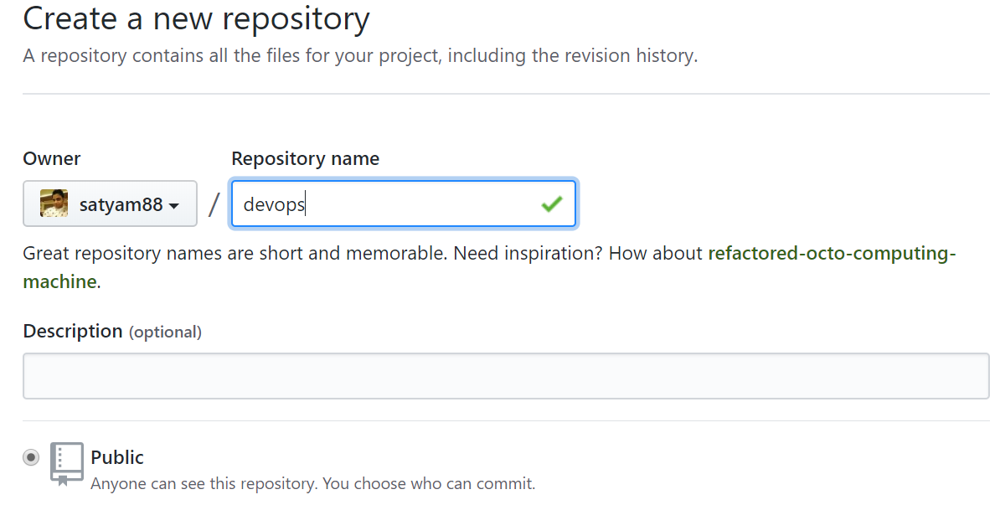 Create a new repository
A repository contains all the files for your project, including the revision history.
Owner
Repository name
satyam88
/
devops
Great repository names are short and memorable. Need inspiration? How about refactored-octo-computing-
machine.
Description (optional)
Public
Anyone can see this repository. You choose who can commit.